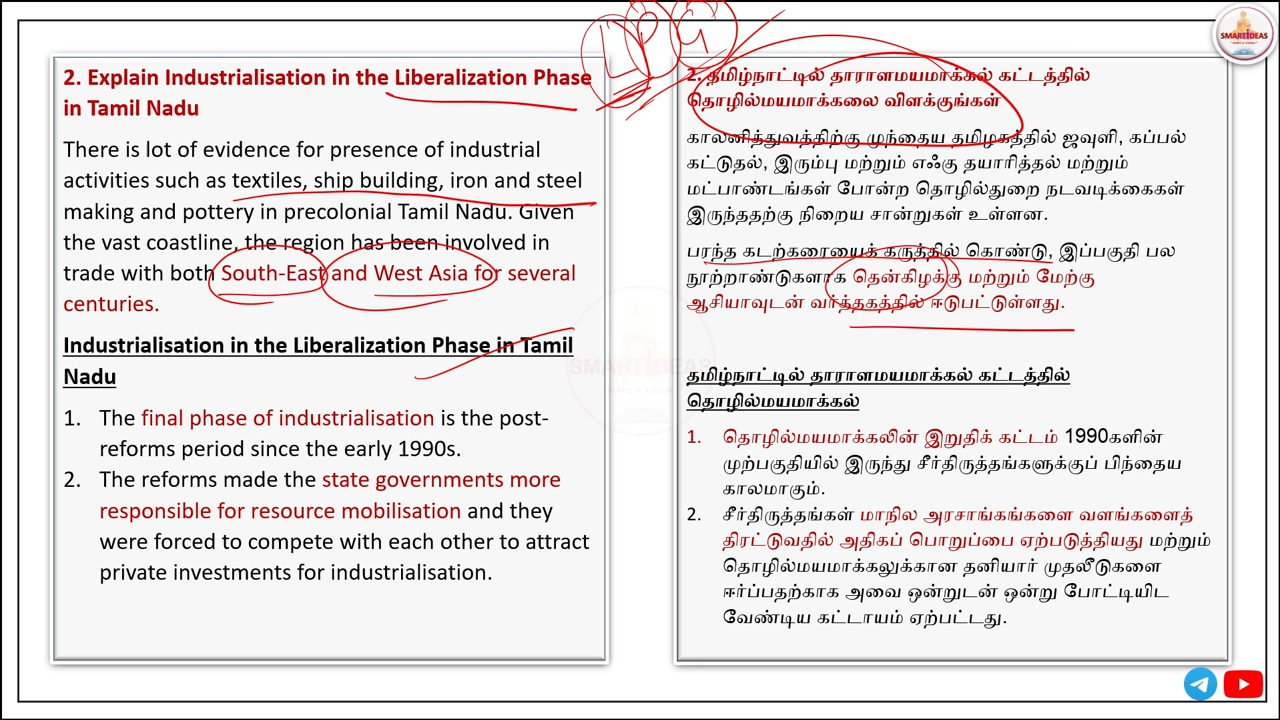 LPG
SMARTIDEAS
2. Explain Industrialisation in the Liberalization Phase
in Tamil Nadu
There is lot of evidence for presence of industrial
activities such as textiles, ship building, iron and steel
making and pottery in precolonial Tamil Nadu. Given
the vast coastline, the region has been involved in
trade with both South-East and West Asia for several
centuries.
Industrialisation in the Liberalization Phase in Tamil
Nadu
1. The final phase of industrialisation is the post-
reforms period since the early 1990s.
2. The reforms made the state governments more
responsible for resource mobilisation and they
were forced to compete with each other to attract
private investments for industrialisation.
2. தமிழ்நாட்டில் தாராளமயமாக்கல் கட்டத்தில்
தொழில்மயமாக்கலை விளக்குங்கள்
காலனித்துவத்திற்கு முந்தைய தமிழகத்தில் ஜவுளி, கப்பல்
கட்டுதல், இரும்பு மற்றும் எஃகு தயாரித்தல் மற்றும்
மட்பாண்டங்கள் போன்ற தொழில்துறை நடவடிக்கைகள்
இருந்ததற்கு நிறைய சான்றுகள் உள்ளன.
பரந்த கடற்கரையைக் கருத்தில் கொண்டு, இப்பகுதி பல
நூற்றாண்டுகளாக தென்கிழக்கு மற்றும் மேற்கு
ஆசியாவுடன் வர்த்தகத்தில் ஈடுபட்டுள்ளது.
தமிழ்நாட்டில் தாராளமயமாக்கல் கட்டத்தில்
தொழில்மயமாக்கல்
1. தொழில்மயமாக்கலின் இறுதிக் கட்டம் 1990களின்
முற்பகுதியில் இருந்து சீர்திருத்தங்களுக்குப் பிந்தைய
காலமாகும்.
2. சீர்திருத்தங்கள் மாநில அரசாங்கங்களை வளங்களைத்
திரட்டுவதில் அதிகப் பொறுப்பை ஏற்படுத்தியது மற்றும்
தொழில்மயமாக்கலுக்கான தனியார் முதலீடுகளை
ஈர்ப்பதற்காக அவை ஒன்றுடன் ஒன்று போட்டியிட
வேண்டிய கட்டாயம் ஏற்பட்டது.
SMARTIDEAS